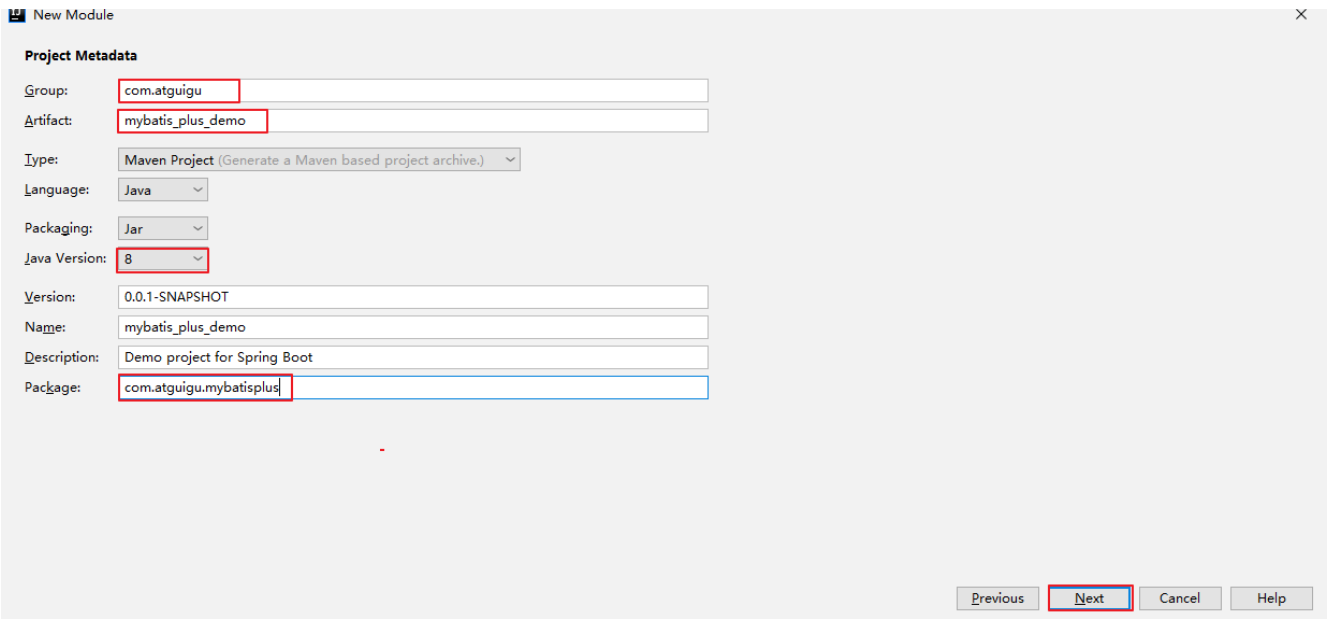 New Module
Project Metadata
Group: com.atguigu
Artifact: mybatis_plus_demo
Type: Maven Project (Generate a Maven based project archive.)
Language: Java
Packaging: Jar
Java Version: 8
Version: 0.0.1-SNAPSHOT
Name: mybatis_plus_demo
Description: Demo project for Spring Boot
Package: com.atguigu.mybatisplus
Previous Next Cancel Help